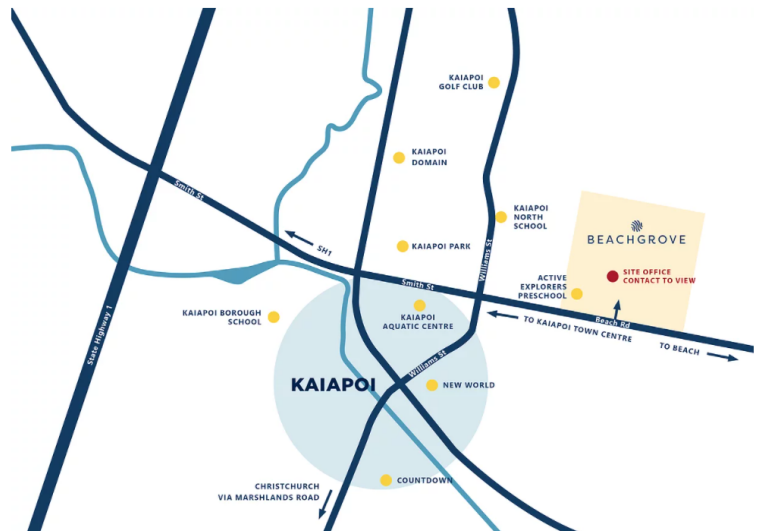 KAIAPOI
GOLF CLUB
KAIAPOI
DOMAIN
Smith St
KAIAPOI
NORTH
SCHOOL
SH1
KAIAPOI PARK
Williams St
BEACHGROVE
SITE OFFICE
CONTACT TO VIEW
ACTIVE
EXPLORERS
PRESCHOOL
Smith St
KAIAPOI BOROUGH
SCHOOL
KAIAPOI
AQUATIC CENTRE
TO KAIAPOI TOWN CENTRE
Beach Rd
TO BEACH
State Highway 1
Williams St
KAIAPOI
NEW WORLD
COUNTDOWN
CHRISTCHURCH
VIA MARSHLANDS ROAD